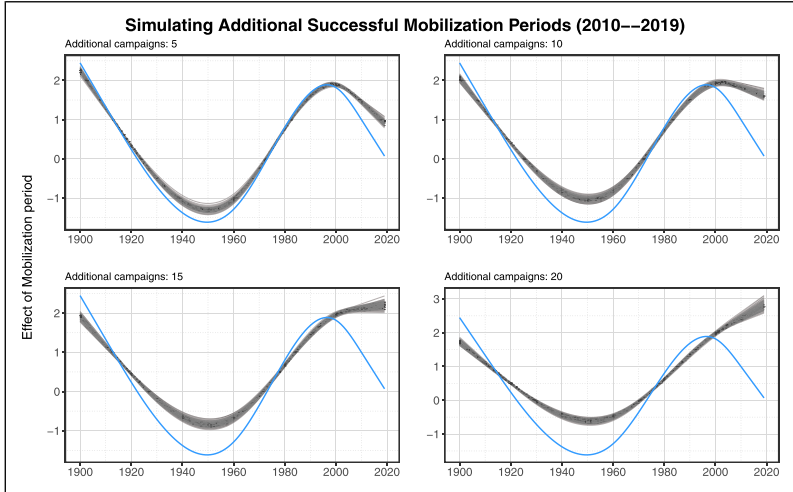 Simulating Additional Successful Mobilization Periods (2010−−2019)
Additional campaigns: 5
Additional campaigns: 10
2
1
0
−1
1900 1920 1940 1960 1980 2000 2020
2
1
0
−1
1900 1920 1940 1960 1980 2000 2020
Effect of Mobilization period
Additional campaigns: 15
Additional campaigns: 20
2
1
0
−1
1900 1920 1940 1960 1980 2000 2020
3
2
1
0
−1
1900 1920 1940 1960 1980 2000 2020